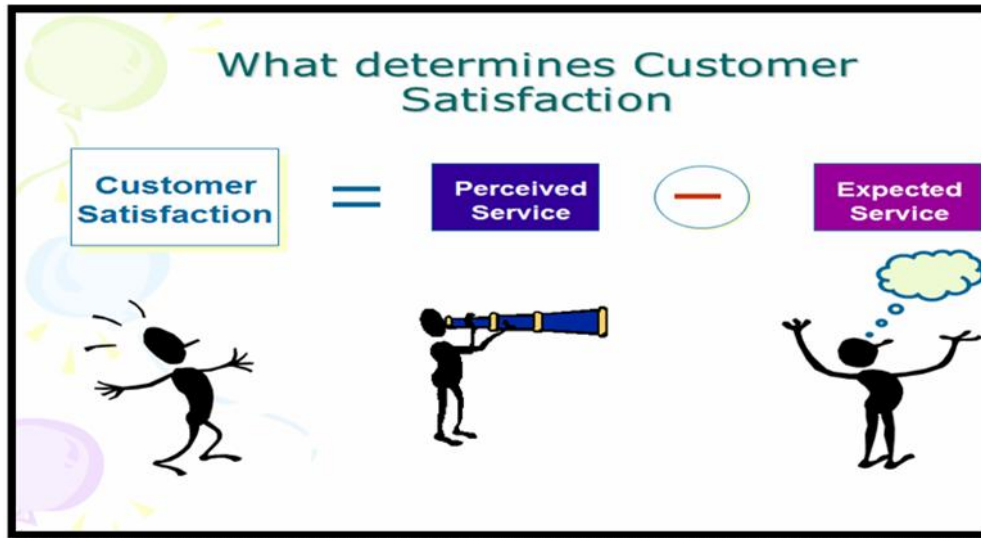 What determines Customer
Satisfaction
Customer
Satisfaction
=
Perceived
Service
–
Expected
Service